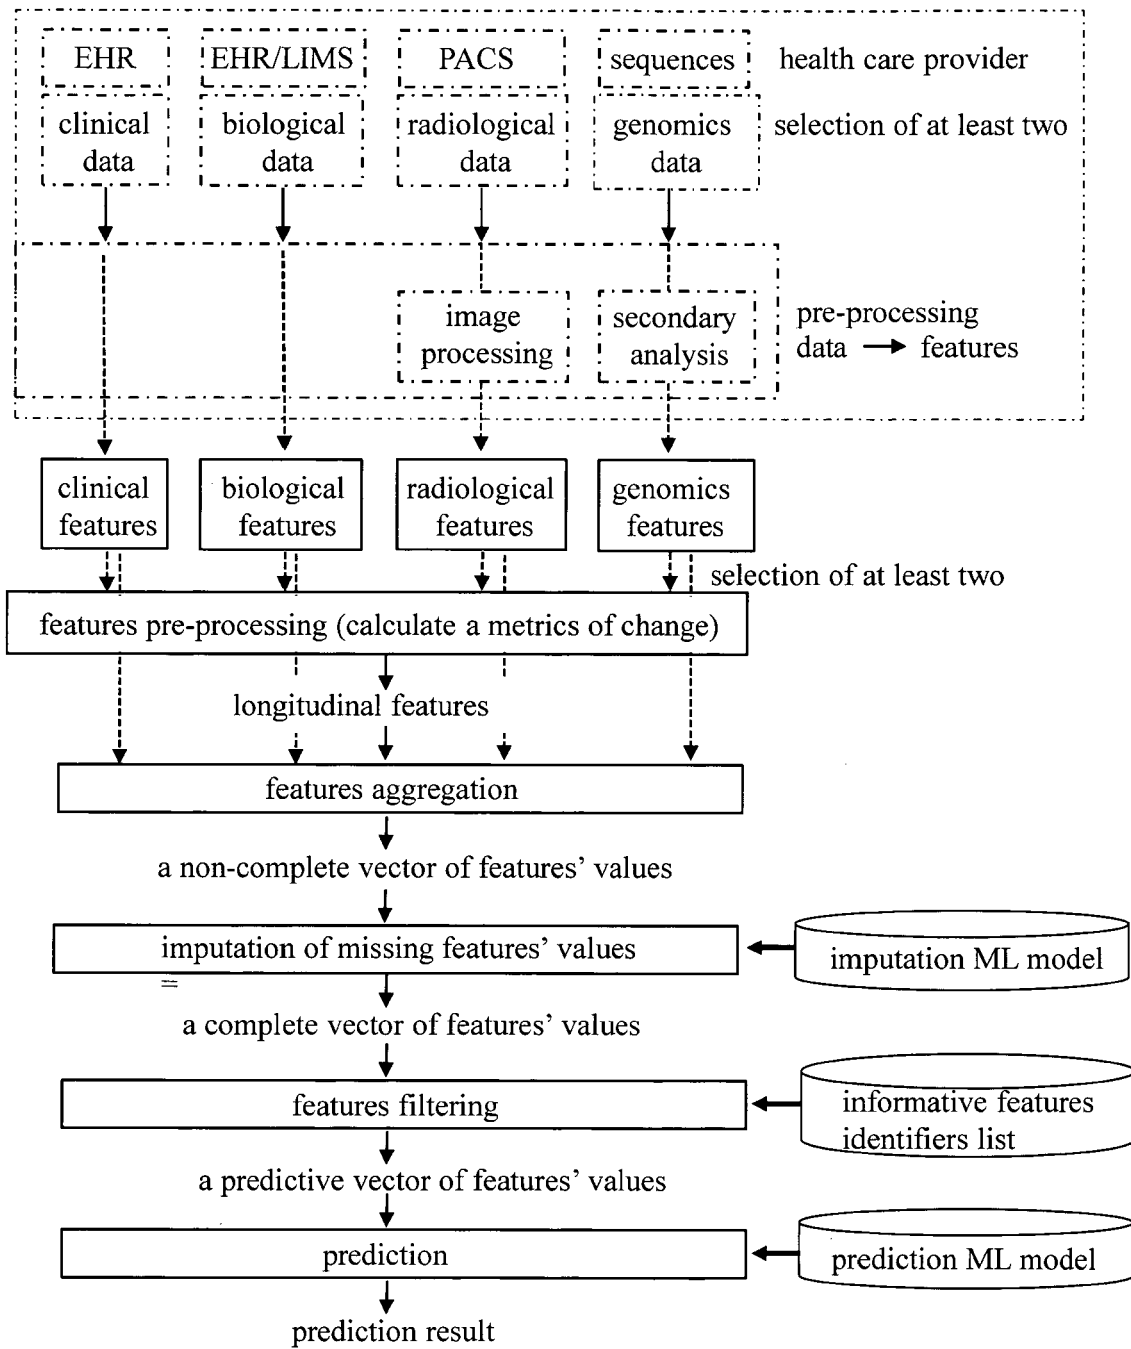 EHR EHR/LIMS PACS sequences health care provider
clinical data
biological data
radiological data
genomics data
selection of at least two
image processing
secondary analysis
pre-processing
data → features
clinical features
biological features
radiological features
genomics features
selection of at least two
features pre-processing (calculate a metrics of change)
longitudinal features
features aggregation
a non-complete vector of features’ values
imputation of missing features’ values
imputation ML model
a complete vector of features’ values
features filtering
informative features
identifiers list
a predictive vector of features’ values
prediction
prediction ML model
prediction result